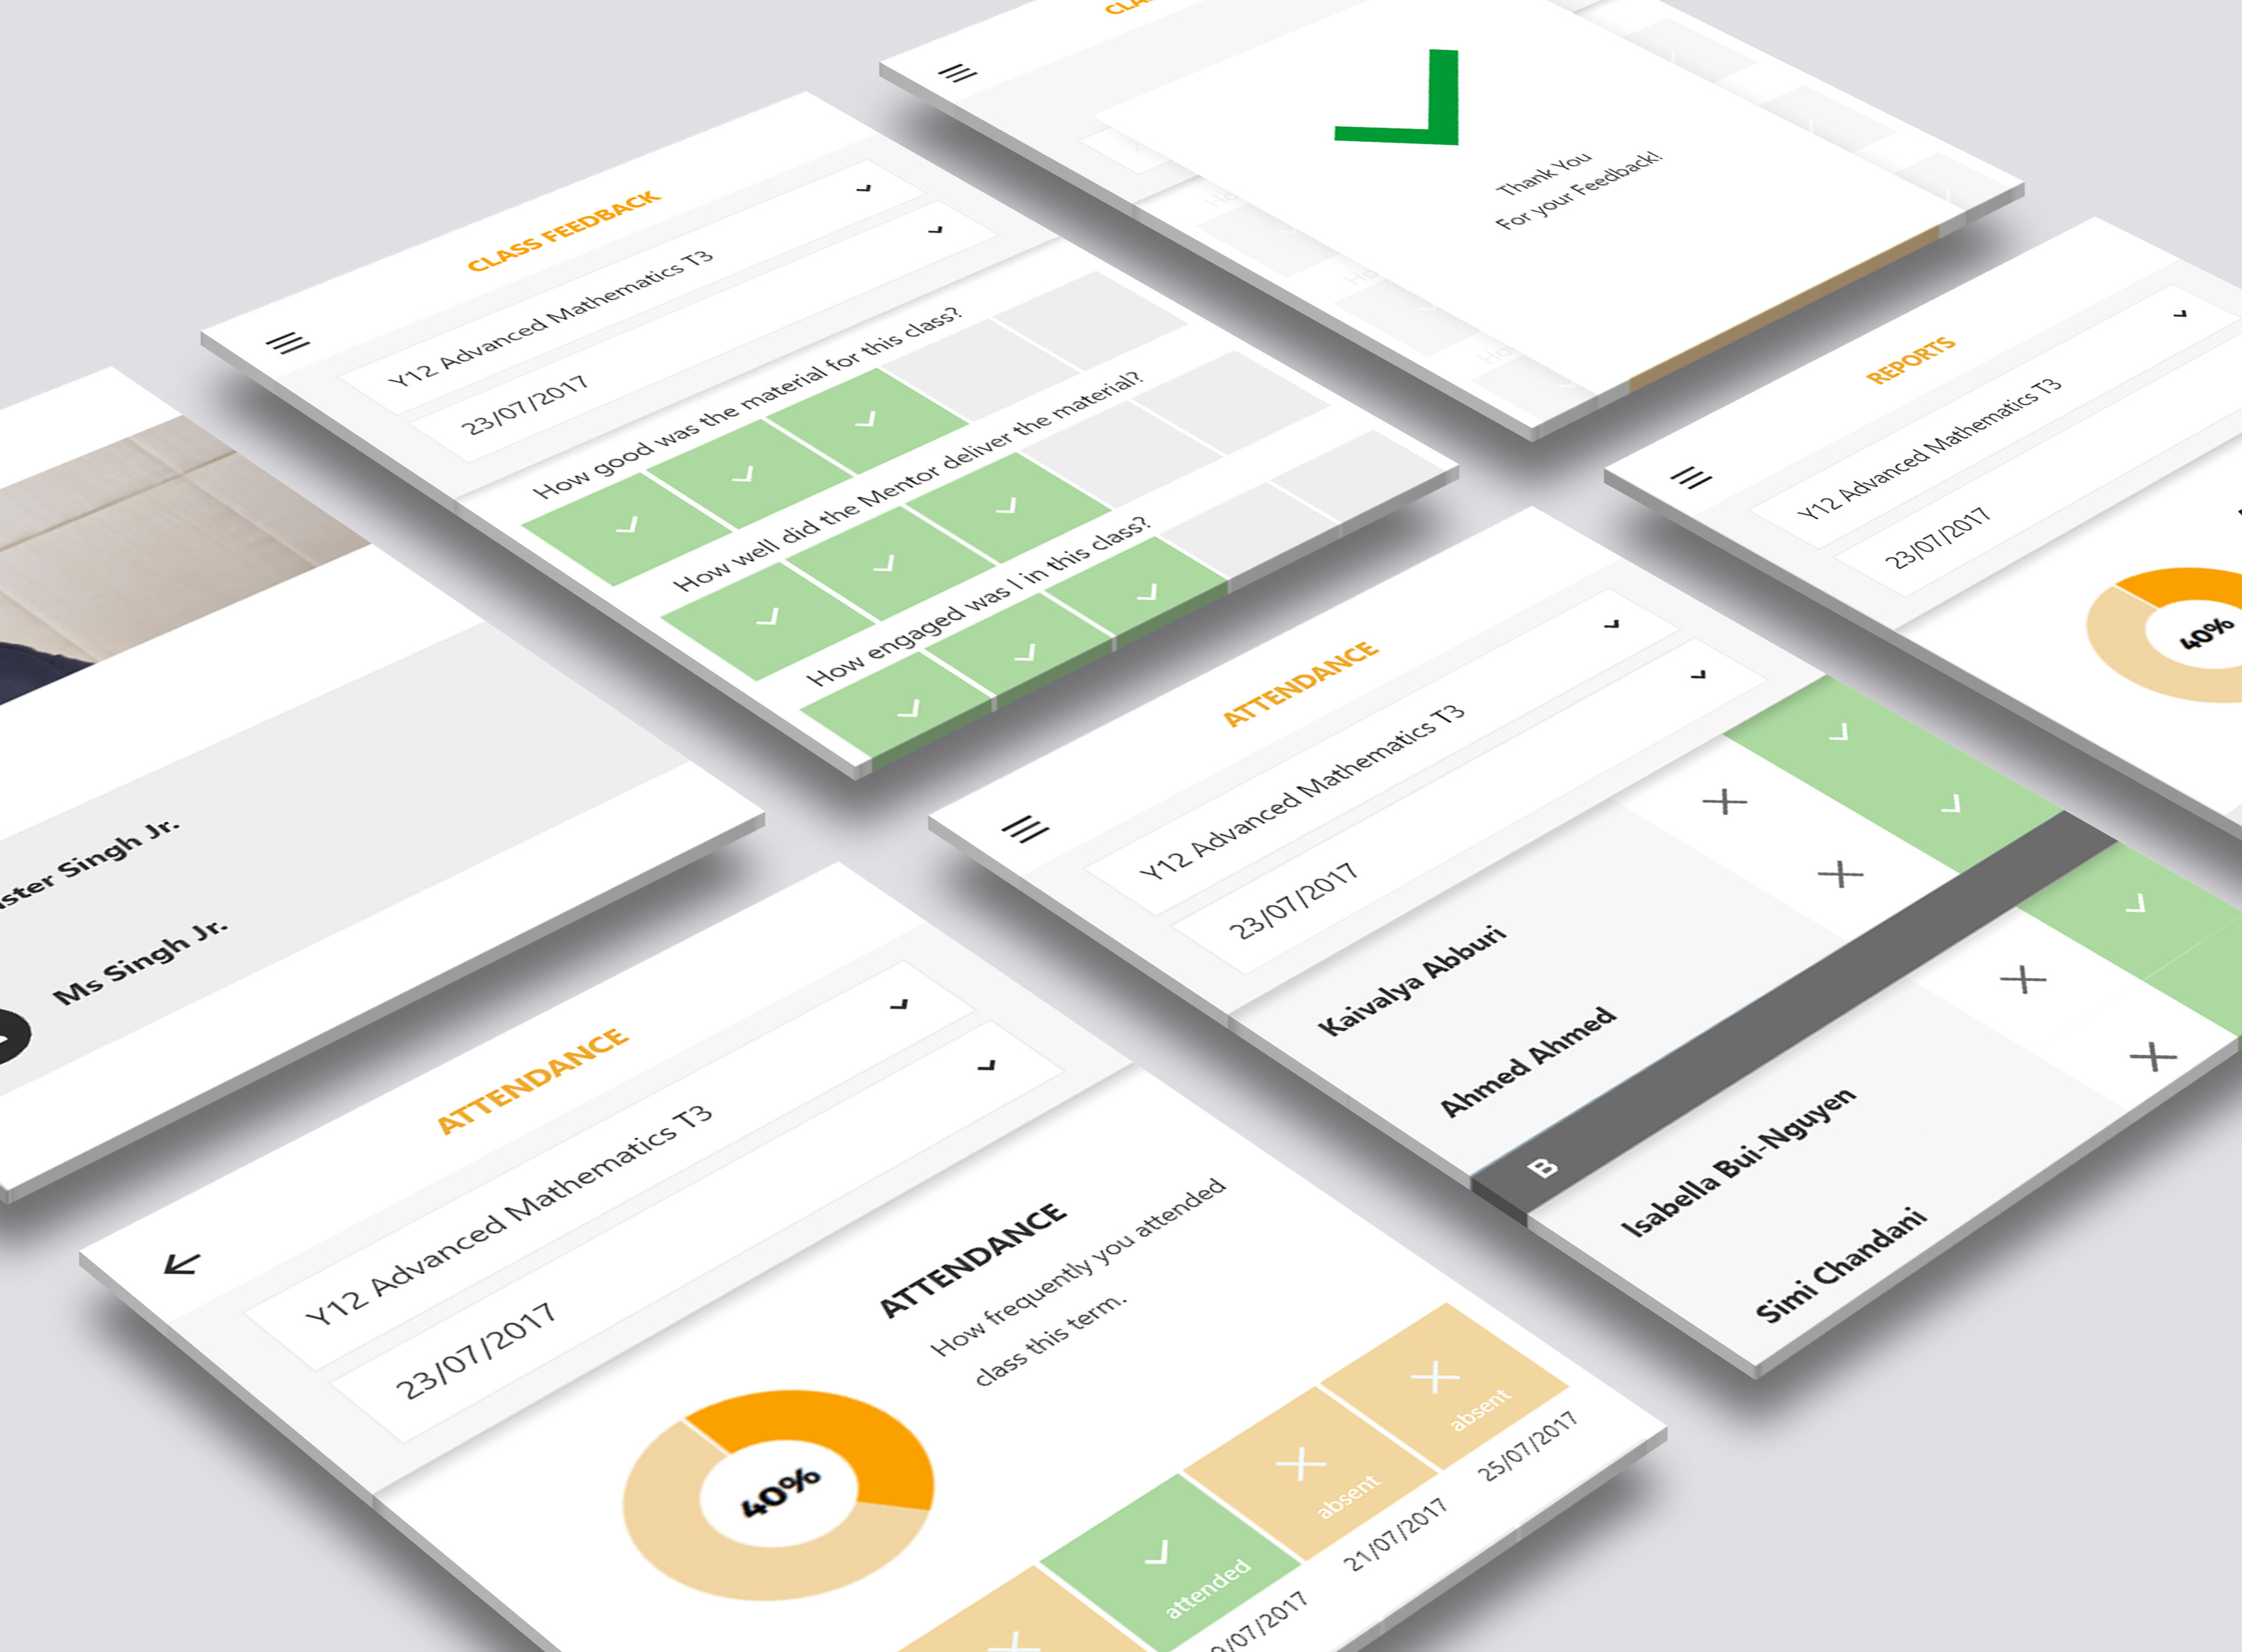 CLASS FEEDBACK
Y12 Advanced Mathematics T3
23/07/2017
How good was the material for this class?
How well did the Mentor deliver the material?
How engaged was I in this class?
Thank You
For your Feedback!
REPORTS
Y12 Advanced Mathematics T3
23/07/2017
40%
Singh Jr.
Ms Singh Jr.
ATTENDANCE
Y12 Advanced Mathematics T3
23/07/2017
Kaivalya Abburi
Ahmed Ahmed
B
Isabella Bui-Nguyen
Simi Chandani
ATTENDANCE
Y12 Advanced Mathematics T3
23/07/2017
ATTENDANCE
How frequently you attended
class this term.
40%
attended
absent
absent
21/07/2017
25/07/2017